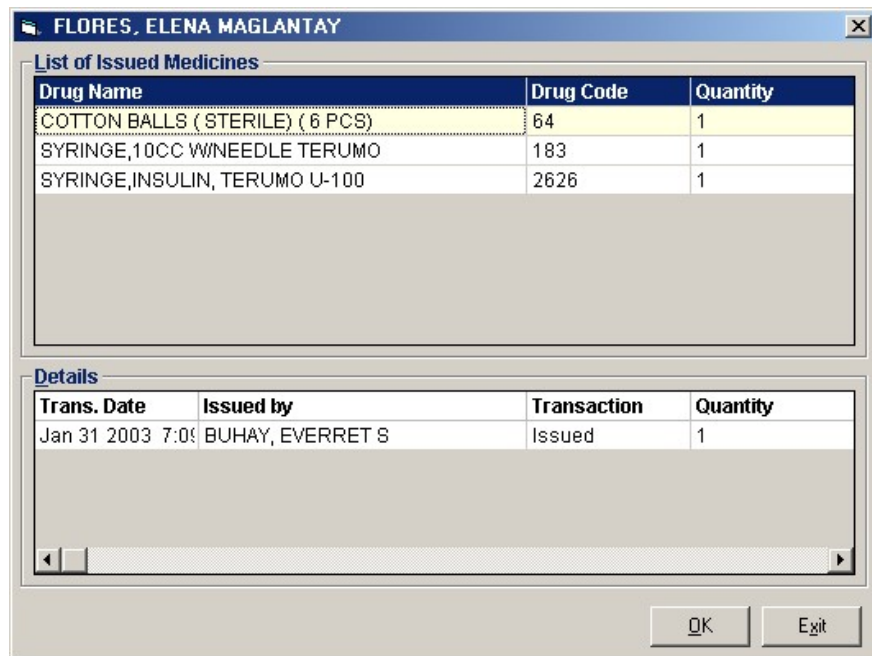 FLORES, ELENA MAGLANTAY
List of Issued Medicines
Drug Name Drug Code Quantity
COTTON BALLS ( STERILE) ( 6 PCS) 64 1
SYRINGE,10CC W/NEEDLE TERUMO 183 1
SYRINGE,INSULIN, TERUMO U-100 2626 1
Details
Trans. Date Issued by Transaction Quantity
Jan 31 2003 BUHAY, EVERRET S Issued 1
OK Exit